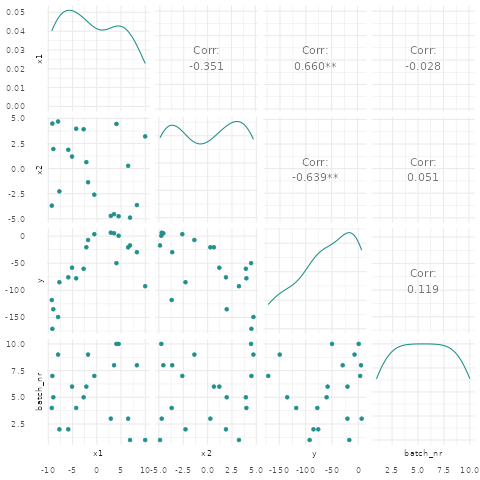 0.05
0.04
0.03
0.02
0.01
0.00
x1
Corr:
-0.351
Corr:
0.660**
Corr:
-0.028
5.0
2.5
0.0
-2.5
-5.0
x2
Corr:
-0.639**
Corr:
0.051
0
-50
-100
-150
y
Corr:
0.119
10.0
7.5
5.0
2.5
batch_nr
-10 -5 0 5 10
-5.0 -2.5 0.0 2.5 5.0
-150 -100 -50 0
2.5 5.0 7.5 10.0
x1 x2 y batch_nr